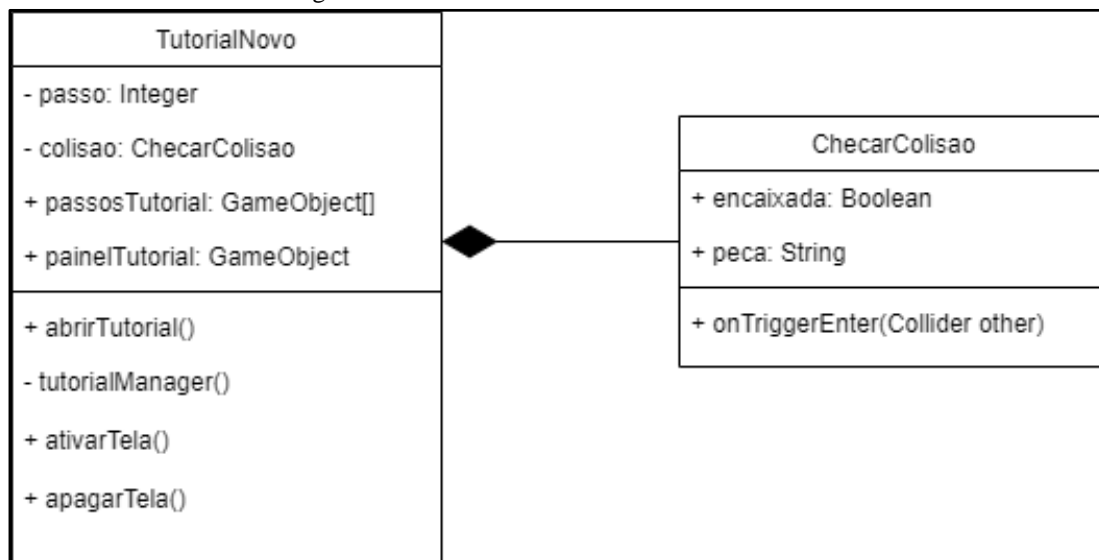 TutorialNovo
- passo: Integer
- colisao: ChecarColisao
+ passosTutorial: GameObject[]
+ painelTutorial: GameObject
+ abrirTutorial()
- tutorialManager()
+ ativarTela()
+ apagarTela()
ChecarColisao
+ encaixada: Boolean
+ peca: String
+ onTriggerEnter(Collider other)